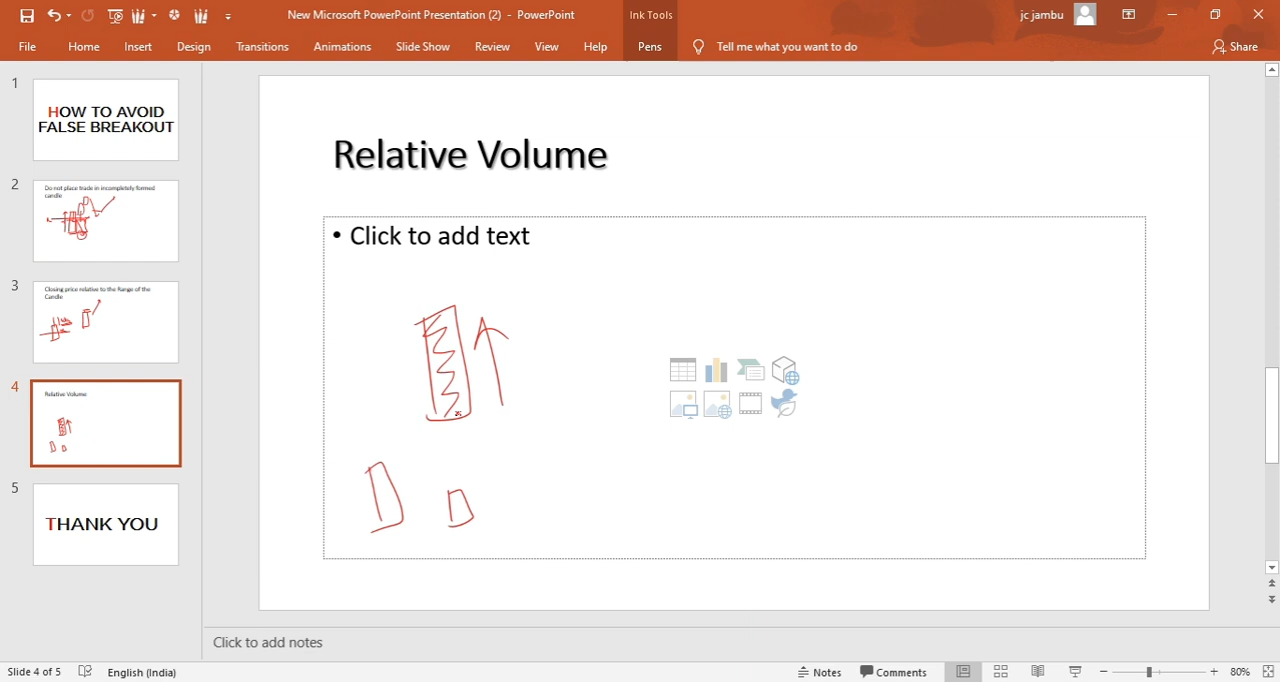 New Microsoft PowerPoint Presentation (2) - PowerPoint
Ink Tools
jc jambu
File Home Insert Design Transitions Animations Slide Show Review View Help Pens Tell me what you want to do Share
1
HOW TO AVOID
FALSE BREAKOUT
2
Do not place trade in incompletely formed
candle
3
Closing price relative to the Range of the
Candle
4
Relative Volume
5
THANK YOU
Relative Volume
• Click to add text
Click to add notes
Slide 4 of 5 English (India) Notes Comments 80%